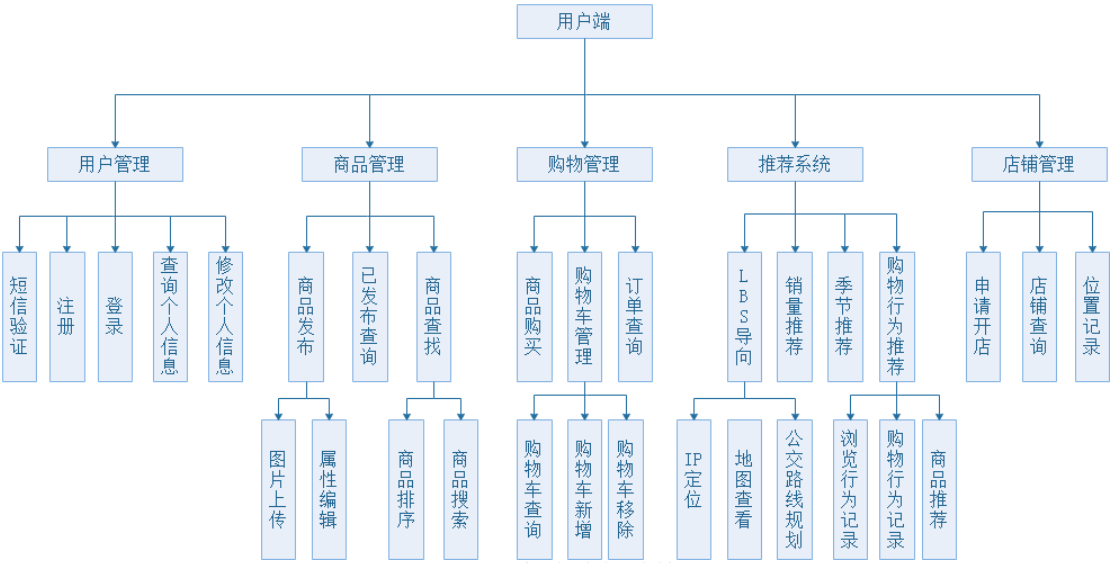 用户端
用户管理
商品管理
购物管理
推荐系统
店铺管理
短信验证
注册
登录
查询个人信息
修改个人信息
商品发布
已发布查询
商品查找
商品购买
购物车管理
订单查询
LBS导向
销量推荐
季节推荐
购物行为推荐
申请开店
店铺查询
位置记录
图片上传
属性编辑
商品排序
商品搜索
购物车查询
购物车新增
购物车移除
IP定位
地图查看
公交路线规划
浏览行为记录
购物行为记录
商品推荐